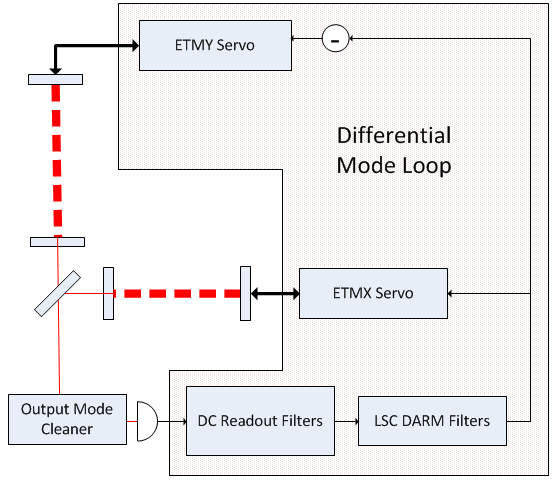 ETMY Servo
-
Differential
Mode Loop
ETMX Servo
Output Mode
Cleaner
DC Readout Filters
LSC DARM Filters